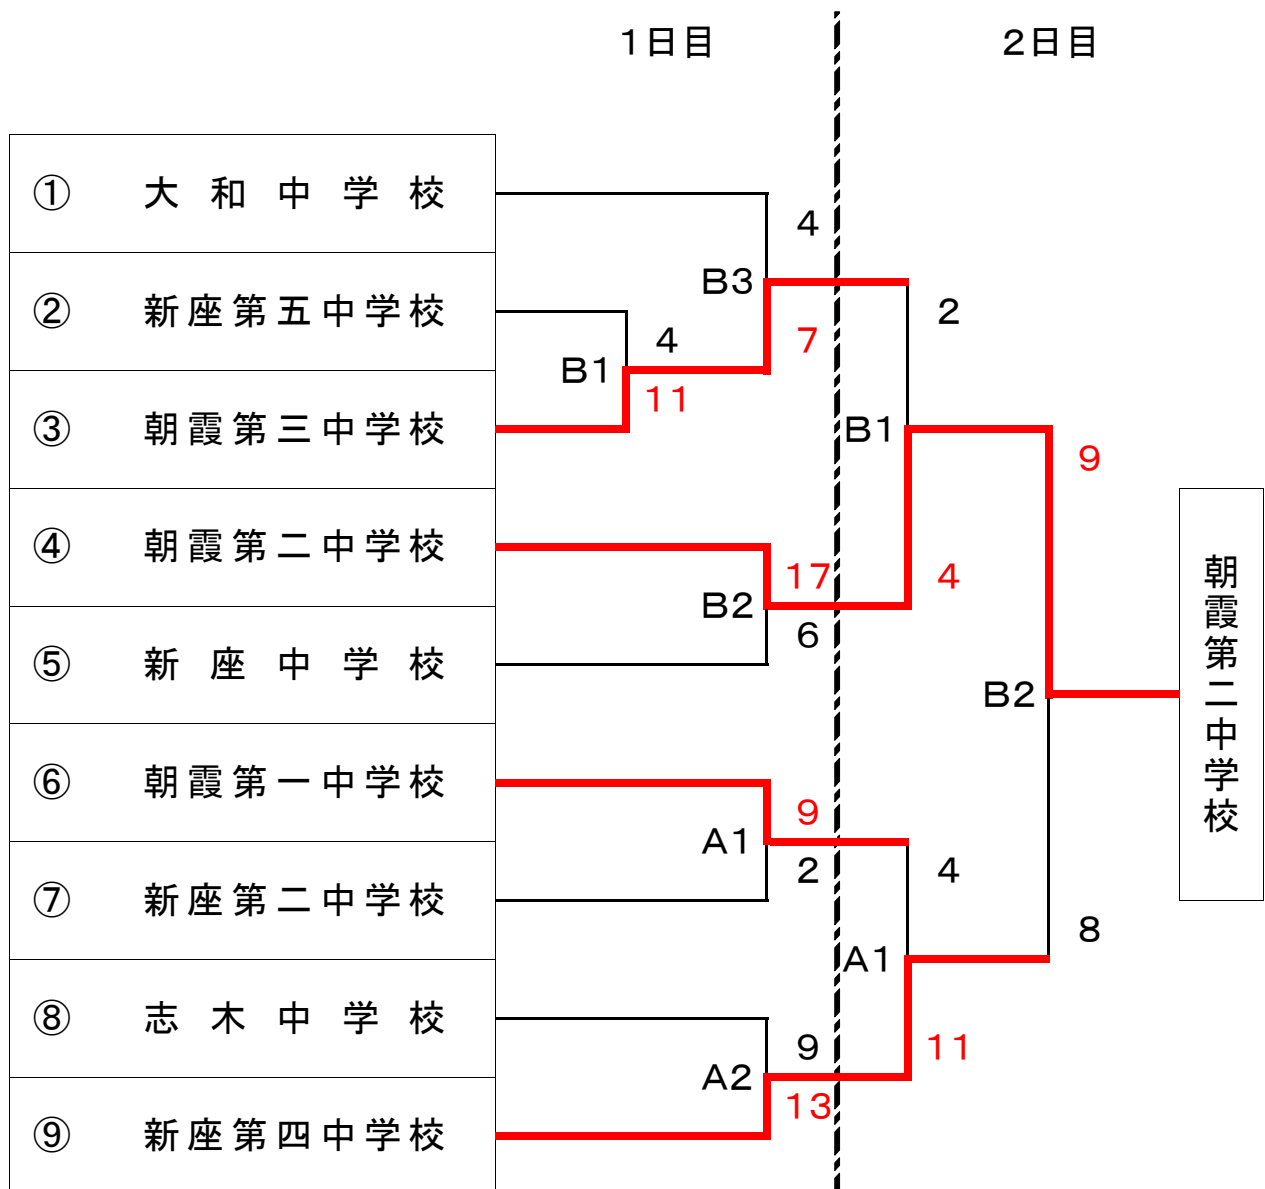 1日目
2日目
① 大和中学校
② 新座第五中学校
③ 朝霞第三中学校
④ 朝霞第二中学校
⑤ 新座中学校
⑥ 朝霞第一中学校
⑦ 新座第二中学校
⑧ 志木中学校
⑨ 新座第四中学校
4
B3
7
4
B1
11
17
B2
6
9
A1
2
9
A2
13
2
B1
4
4
A1
11
9
B2
8
朝霞第二中学校